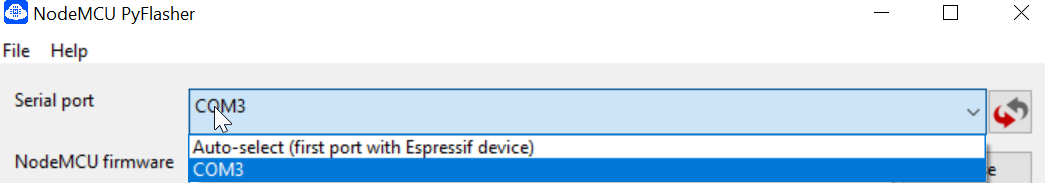 NodeMCU PyFlasher
File Help
Serial port
COM3
Auto-select (first port with Espressif device)
NodeMCU firmware
COM3